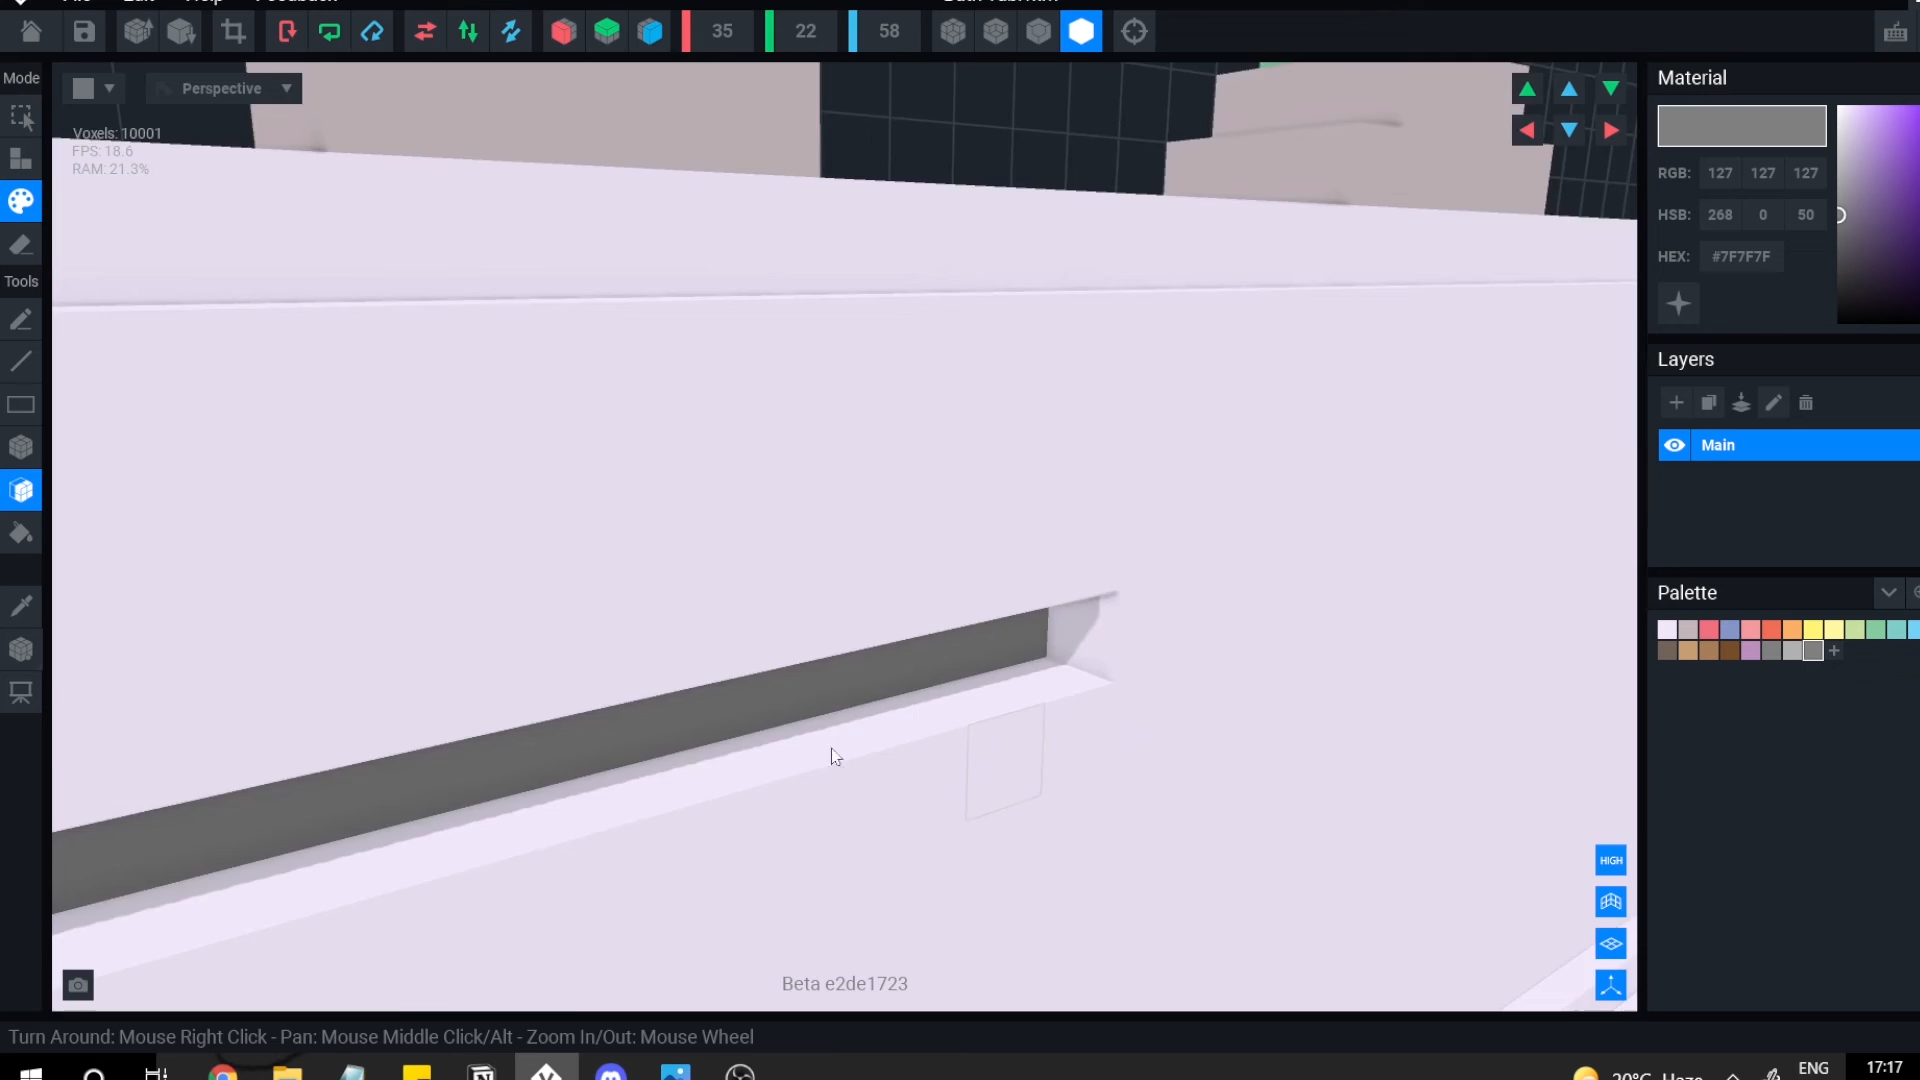 35
22
58
Mode
Perspective
Voxels: 10001
FPS: 18.6
RAM: 21.3%
Tools
Material
RGB: 127 127 127
HSB: 268 0 50
HEX: #7F7F7F
Layers
Main
Palette
HIGH
Beta e2de1723
Turn Around: Mouse Right Click - Pan: Mouse Middle Click/Alt - Zoom In/Out: Mouse Wheel
20°C Haze
ENG
17:17